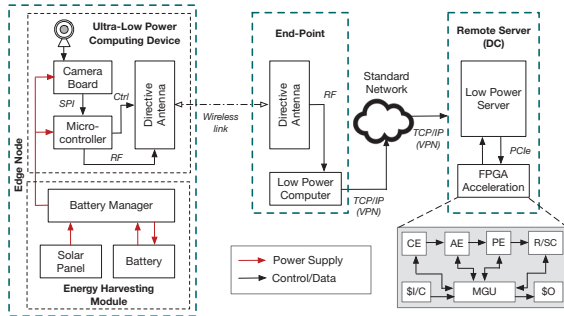 Edge Node
Ultra-Low Power
Computing Device
Camera
Board
SPI
Ctrl
Micro-
controller
RF
Directive
Antenna
Wireless
link
Battery Manager
Solar
Panel
Battery
Energy Harvesting
Module
End-Point
Directive
Antenna
RF
Low Power
Computer
TCP/IP
(VPN)
Standard
Network
TCP/IP
(VPN)
Remote Server
(DC)
Low Power
Server
PCIe
FPGA
Acceleration
CE
AE
PE
R/SC
$I/C
MGU
$O
Power Supply
Control/Data